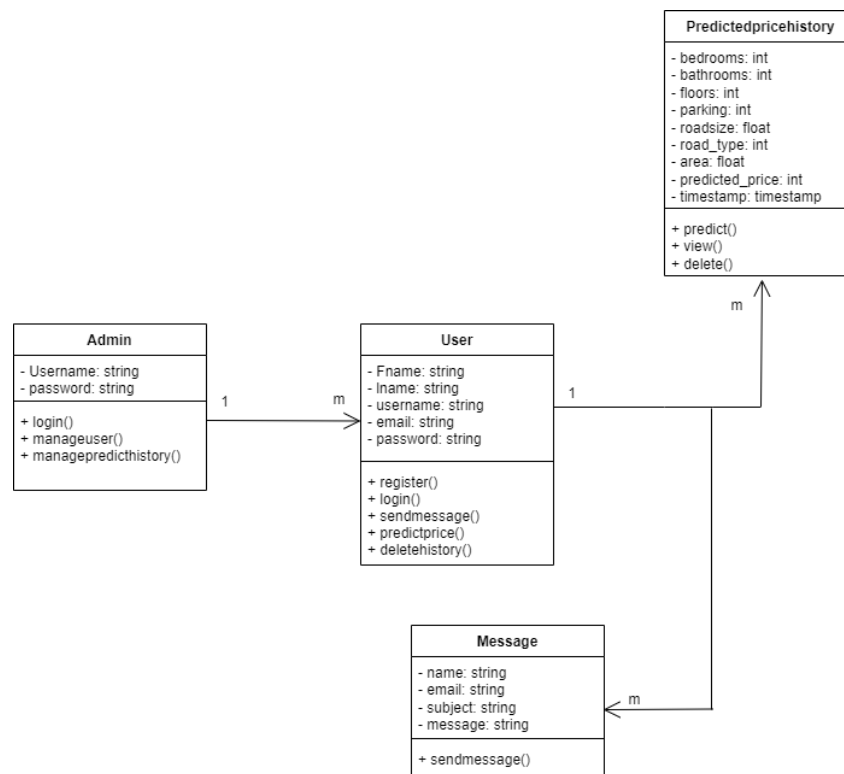 Predictedpricehistory
- bedrooms: int
- bathrooms: int
- floors: int
- parking: int
- roadsize: float
- road_type: int
- area: float
- predicted_price: int
- timestamp: timestamp
+ predict()
+ view()
+ delete()
m
Admin
- Username: string
- password: string
+ login()
+ manageuser()
+ managepredicthistory()
1
m
User
- Fname: string
- lname: string
- username: string
- email: string
- password: string
+ register()
+ login()
+ sendmessage()
+ predictprice()
+ deletehistory()
1
Message
- name: string
- email: string
- subject: string
- message: string
+ sendmessage()
m